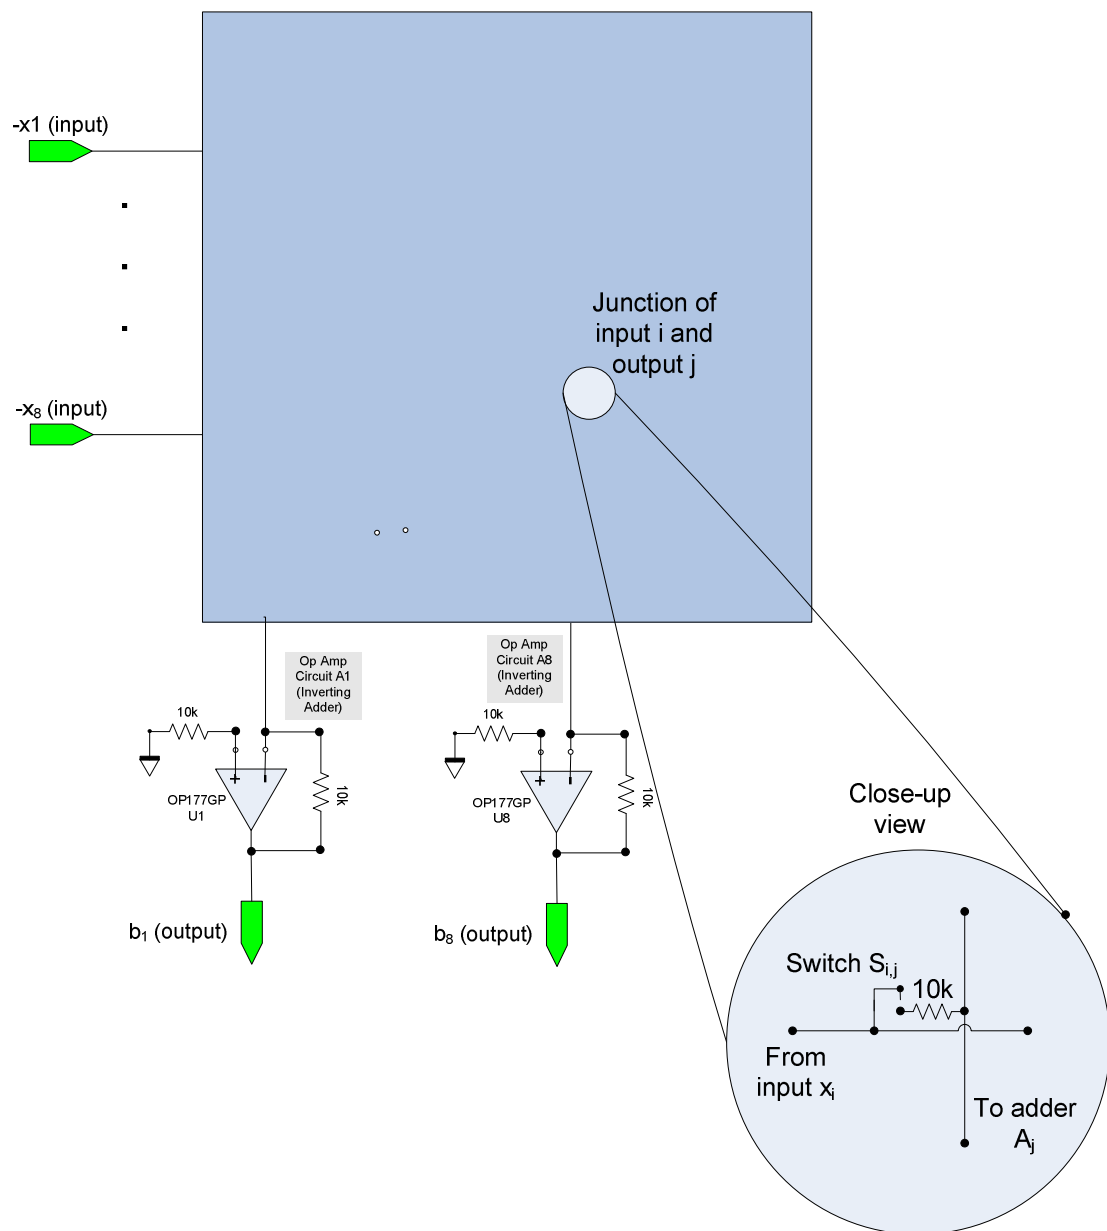 -x1 (input)
Junction of
input i and
output j
-x₈ (input)
Op Amp
Circuit A1
(Inverting
Adder)
Op Amp
Circuit A8
(Inverting
Adder)
10k
10k
+
−
OP177GP
U1
10k
+
−
OP177GP
U8
10k
b₁ (output)
b₈ (output)
Close-up
view
Switch Sᵢ,ⱼ
10k
From
input xᵢ
To adder
Aⱼ